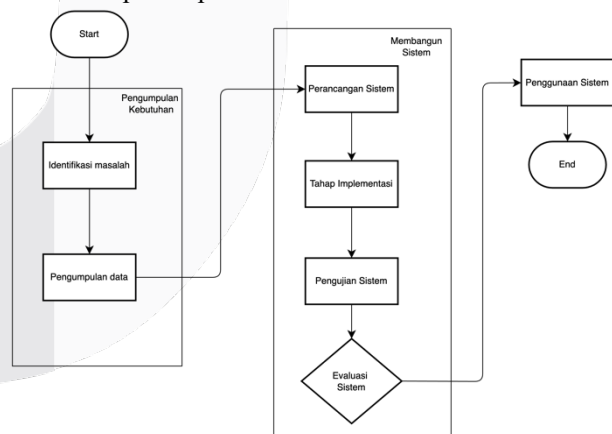 Start
Pengumpulan
Kebutuhan
Identifikasi masalah
Pengumpulan data
Membangun
Sistem
Perancangan Sistem
Tahap Implementasi
Pengujian Sistem
Evaluasi
Sistem
Penggunaan Sistem
End